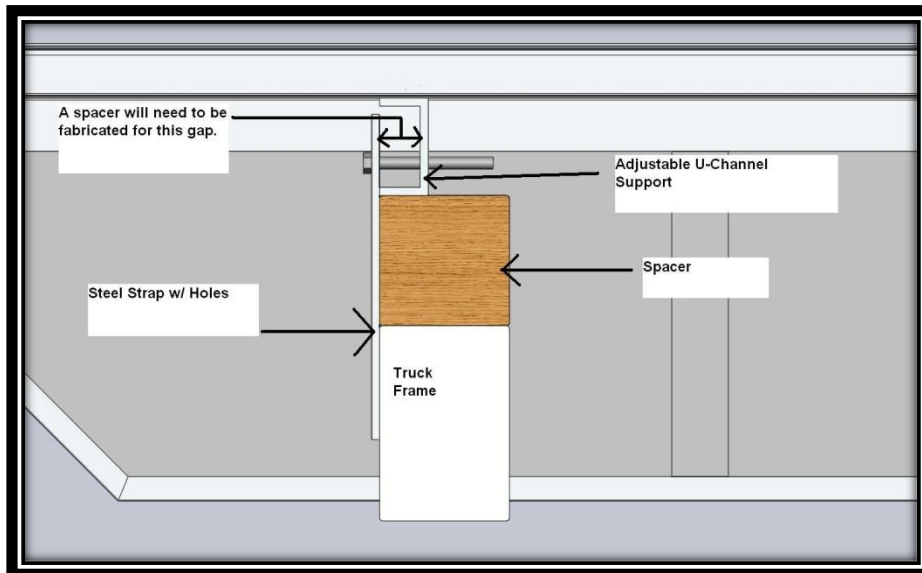 A spacer will need to be
fabricated for this gap.
Adjustable U-Channel
Support
Spacer
Steel Strap w/ Holes
Truck
Frame